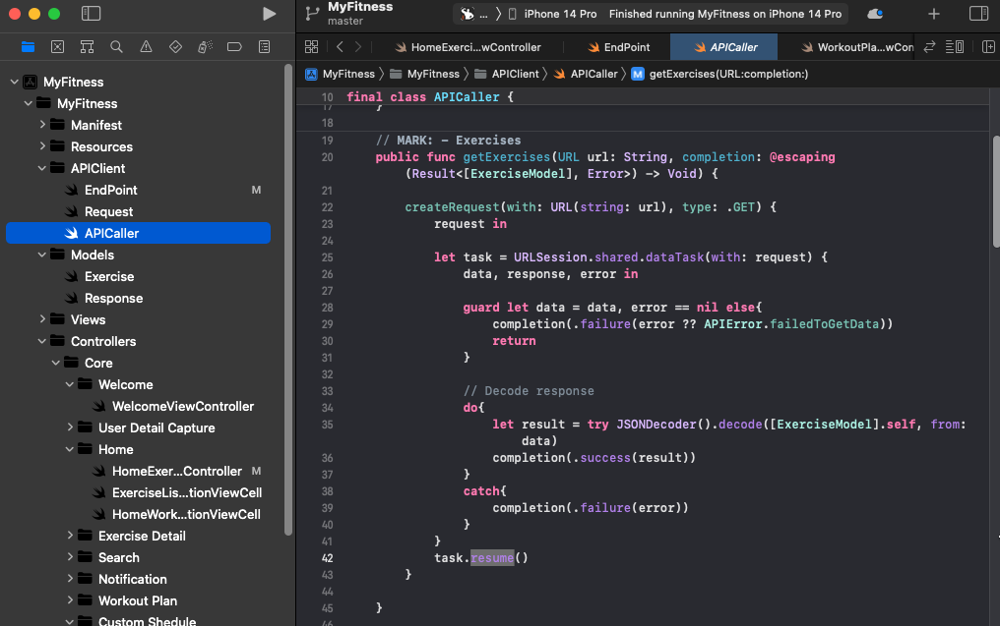 MyFitness
master
... iPhone 14 Pro Finished running MyFitness on iPhone 14 Pro
HomeExerci...wController EndPoint APICaller WorkoutPla...wCon
MyFitness MyFitness APIClient APICaller M getExercises(URL:completion:)
MyFitness
MyFitness
Manifest
Resources
APIClient
EndPoint M
Request
APICaller
Models
Exercise
Response
Views
Controllers
Core
Welcome
WelcomeViewController
User Detail Capture
Home
HomeExer...Controller M
ExerciseLis...tionViewCell
HomeWork...tionViewCell
Exercise Detail
Search
Notification
Workout Plan
Custom Shedule
10 final class APICaller {
17 }
18
19 // MARK: - Exercises
20 public func getExercises(URL url: String, completion: @escaping
(Result<[ExerciseModel], Error>) -> Void) {
21
22 createRequest(with: URL(string: url), type: .GET) {
23 request in
24
25 let task = URLSession.shared.dataTask(with: request) {
26 data, response, error in
27
28 guard let data = data, error == nil else{
29 completion(.failure(error ?? APIError.failedToGetData))
30 return
31 }
32
33 // Decode response
34 do{
35 let result = try JSONDecoder().decode([ExerciseModel].self, from:
data)
36 completion(.success(result))
37 }
38 catch{
39 completion(.failure(error))
40 }
41 }
42 task.resume()
43 }
44
45 }
46